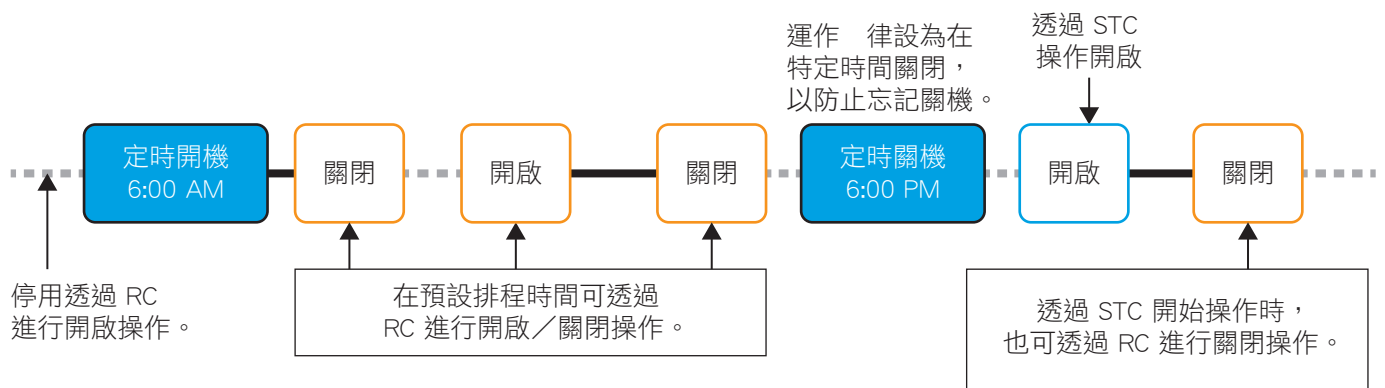 運作 律設為在
特定時間關閉，
以防止忘記關機。
透過 STC
操作開啟
定時開機
6:00 AM
關閉
開啟
關閉
定時關機
6:00 PM
開啟
關閉
停用透過 RC
進行開啟操作。
在預設排程時間可透過
RC 進行開啟／關閉操作。
透過 STC 開始操作時，
也可透過 RC 進行關閉操作。